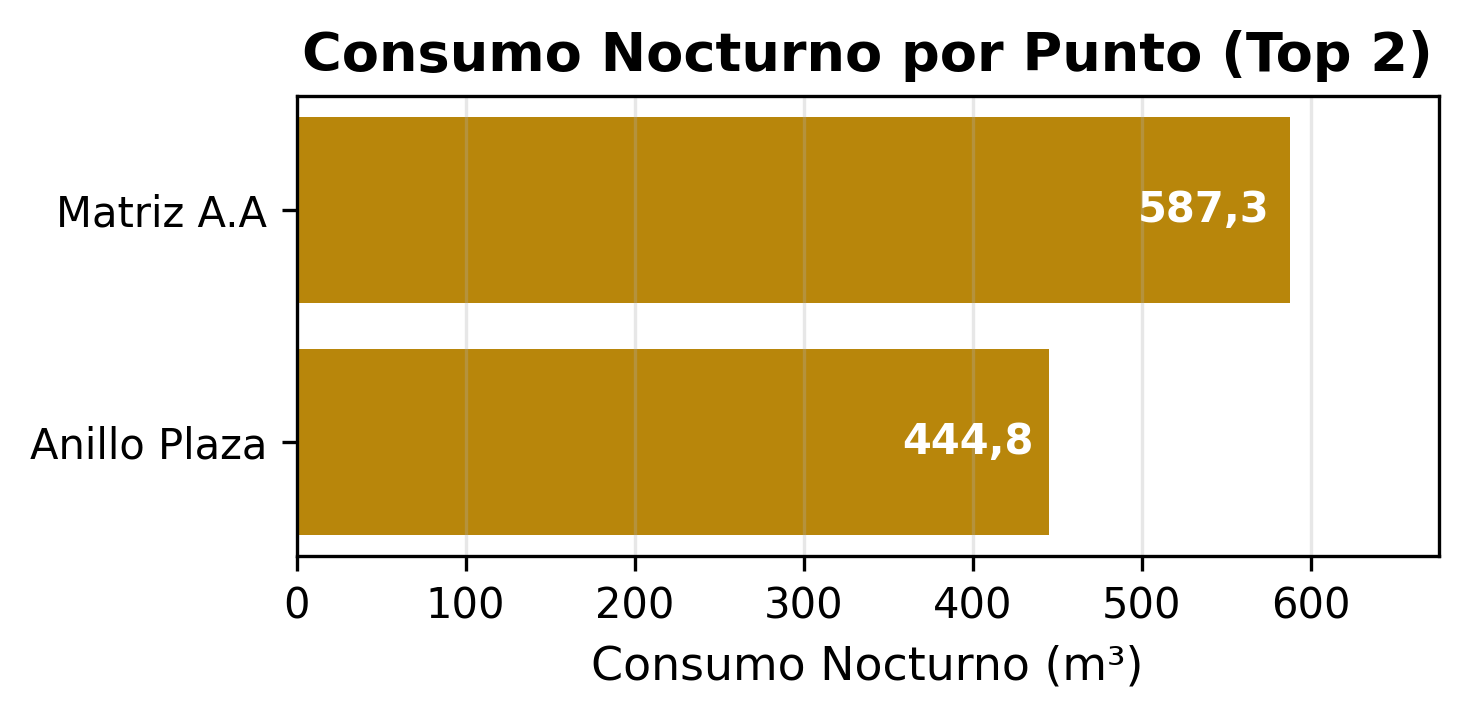 Consumo Nocturno por Punto (Top 2)
Matriz A.A
587,3
Anillo Plaza
444,8
0 100 200 300 400 500 600
Consumo Nocturno (m³)